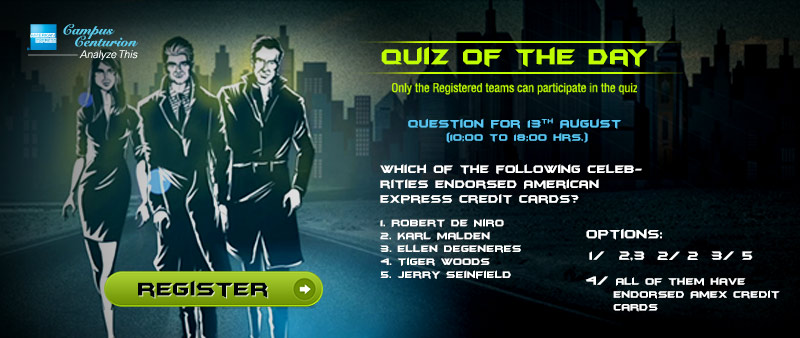 Campus
Centurion
Analyze This
QUIZ OF THE DAY
Only the Registered teams can participate in the quiz
QUESTION FOR 13TH AUGUST
(10:00 TO 18:00 HRS.)
WHICH OF THE FOLLOWING CELEB-
RITIES ENDORSED AMERICAN
EXPRESS CREDIT CARDS?
1. ROBERT DE NIRO
2. KARL MALDEN
3. ELLEN DEGENERES
4. TIGER WOODS
5. JERRY SEINFIELD
OPTIONS:
1/ 2,3 2/ 2 3/ 5
4/ ALL OF THEM HAVE
ENDORSED AMEX CREDIT
CARDS
REGISTER